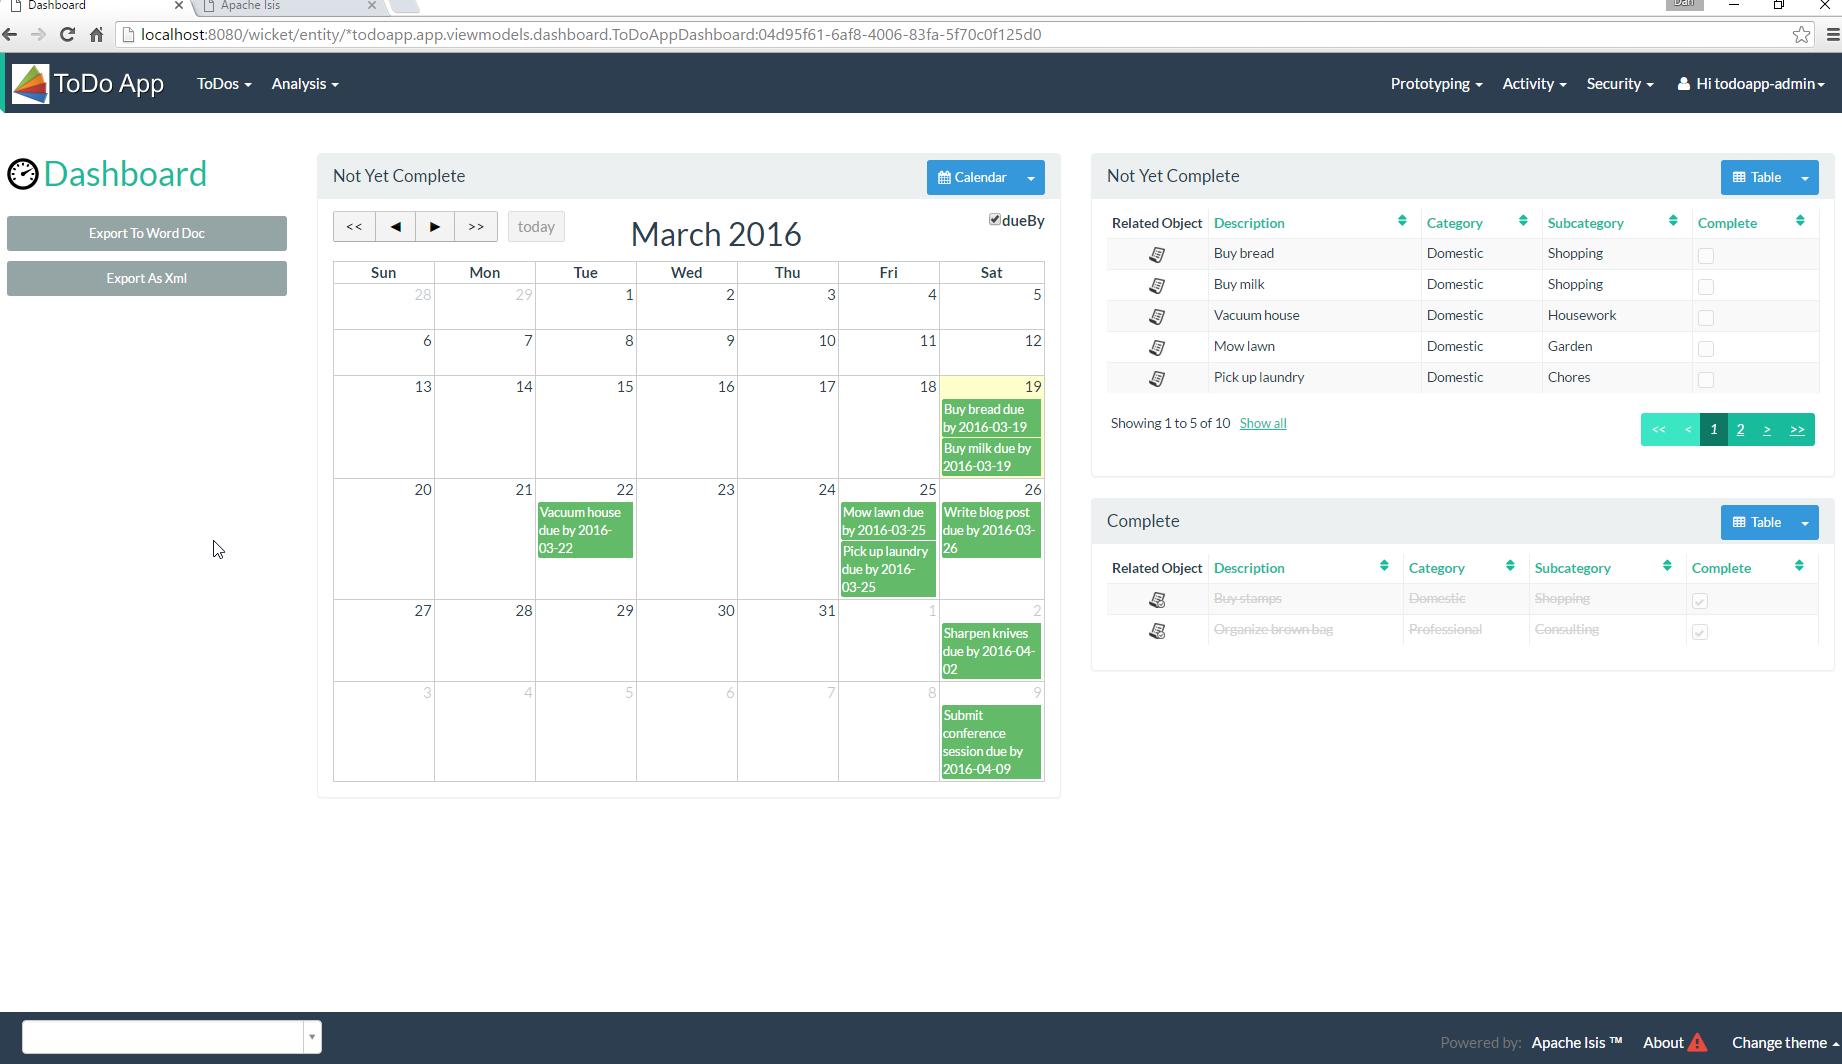 Dashboard
Apache Isis
Dan
localhost:8080/wicket/entity/*todoapp.app.viewmodels.dashboard.ToDoAppDashboard:04d95f61-6af8-4006-83fa-5f70c0f125d0
ToDo App
ToDos
Analysis
Prototyping
Activity
Security
Hi todoapp-admin
Dashboard
Export To Word Doc
Export As Xml
Not Yet Complete
Calendar
<< ◀ ▶ >> today
March 2016
dueBy
Sun Mon Tue Wed Thu Fri Sat
28 29 1 2 3 4 5
6 7 8 9 10 11 12
13 14 15 16 17 18 19
Buy bread due
by 2016-03-19
Buy milk due by
2016-03-19
20 21 22 23 24 25 26
Vacuum house
due by 2016-
03-22
Mow lawn due
by 2016-03-25
Pick up laundry
due by 2016-
03-25
Write blog post
due by 2016-03-
26
27 28 29 30 31 1 2
Sharpen knives
due by 2016-04-
02
3 4 5 6 7 8 9
Submit
conference
session due by
2016-04-09
Not Yet Complete
Table
Related Object Description Category Subcategory Complete
Buy bread Domestic Shopping
Buy milk Domestic Shopping
Vacuum house Domestic Housework
Mow lawn Domestic Garden
Pick up laundry Domestic Chores
Showing 1 to 5 of 10 Show all
<< < 1 2 > >>
Complete
Table
Related Object Description Category Subcategory Complete
Buy stamps Domestic Shopping
Organize brown bag Professional Consulting
Powered by: Apache Isis ™ About Change theme